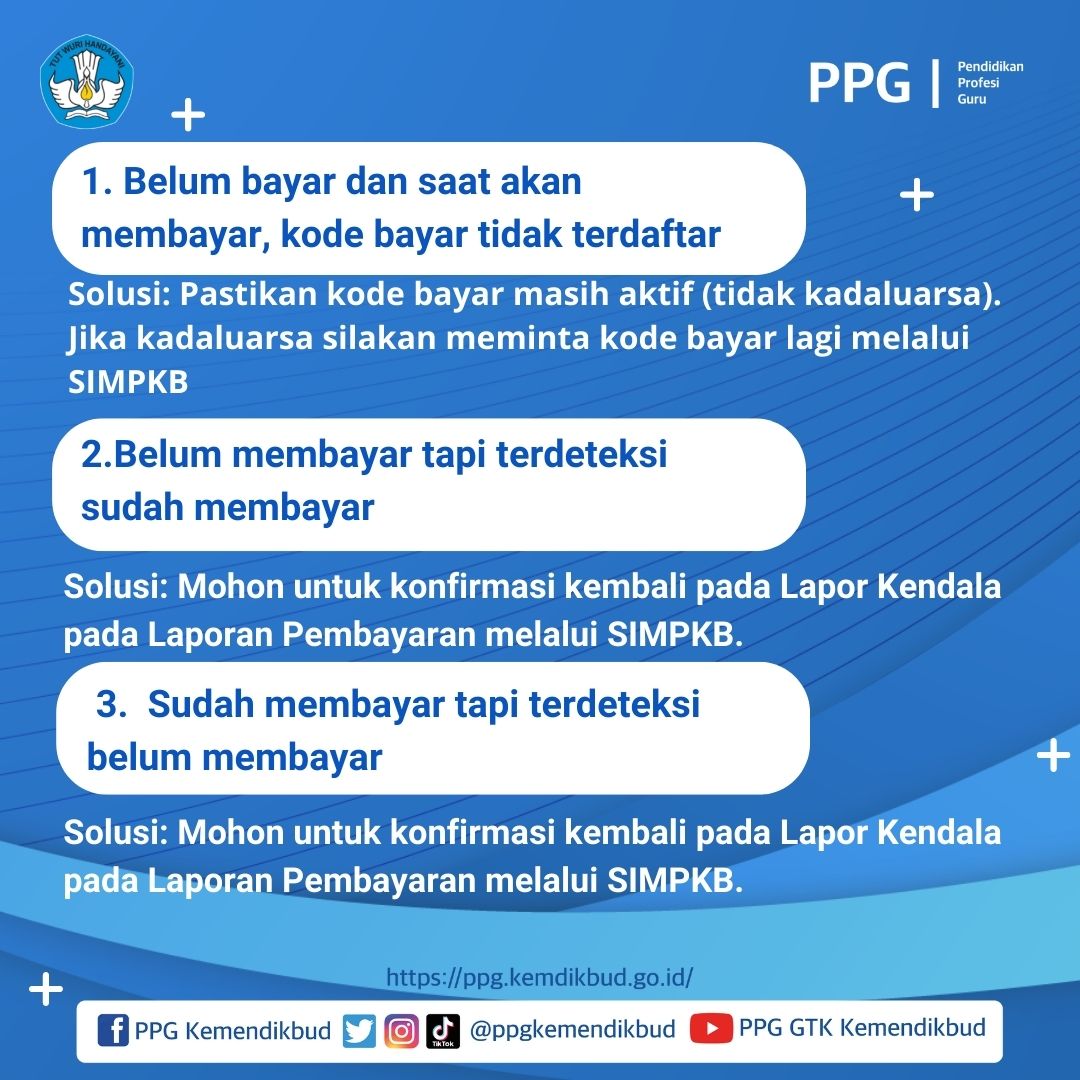 TUT WURI HANDAYANI
PPG
Pendidikan
Profesi
Guru
1. Belum bayar dan saat akan
membayar, kode bayar tidak terdaftar
Solusi: Pastikan kode bayar masih aktif (tidak kadaluarsa).
Jika kadaluarsa silakan meminta kode bayar lagi melalui
SIMPKB
2.Belum membayar tapi terdeteksi
sudah membayar
Solusi: Mohon untuk konfirmasi kembali pada Lapor Kendala
pada Laporan Pembayaran melalui SIMPKB.
3. Sudah membayar tapi terdeteksi
belum membayar
Solusi: Mohon untuk konfirmasi kembali pada Lapor Kendala
pada Laporan Pembayaran melalui SIMPKB.
https://ppg.kemdikbud.go.id/
PPG Kemendikbud TikTok @ppgkemendikbud PPG GTK Kemendikbud